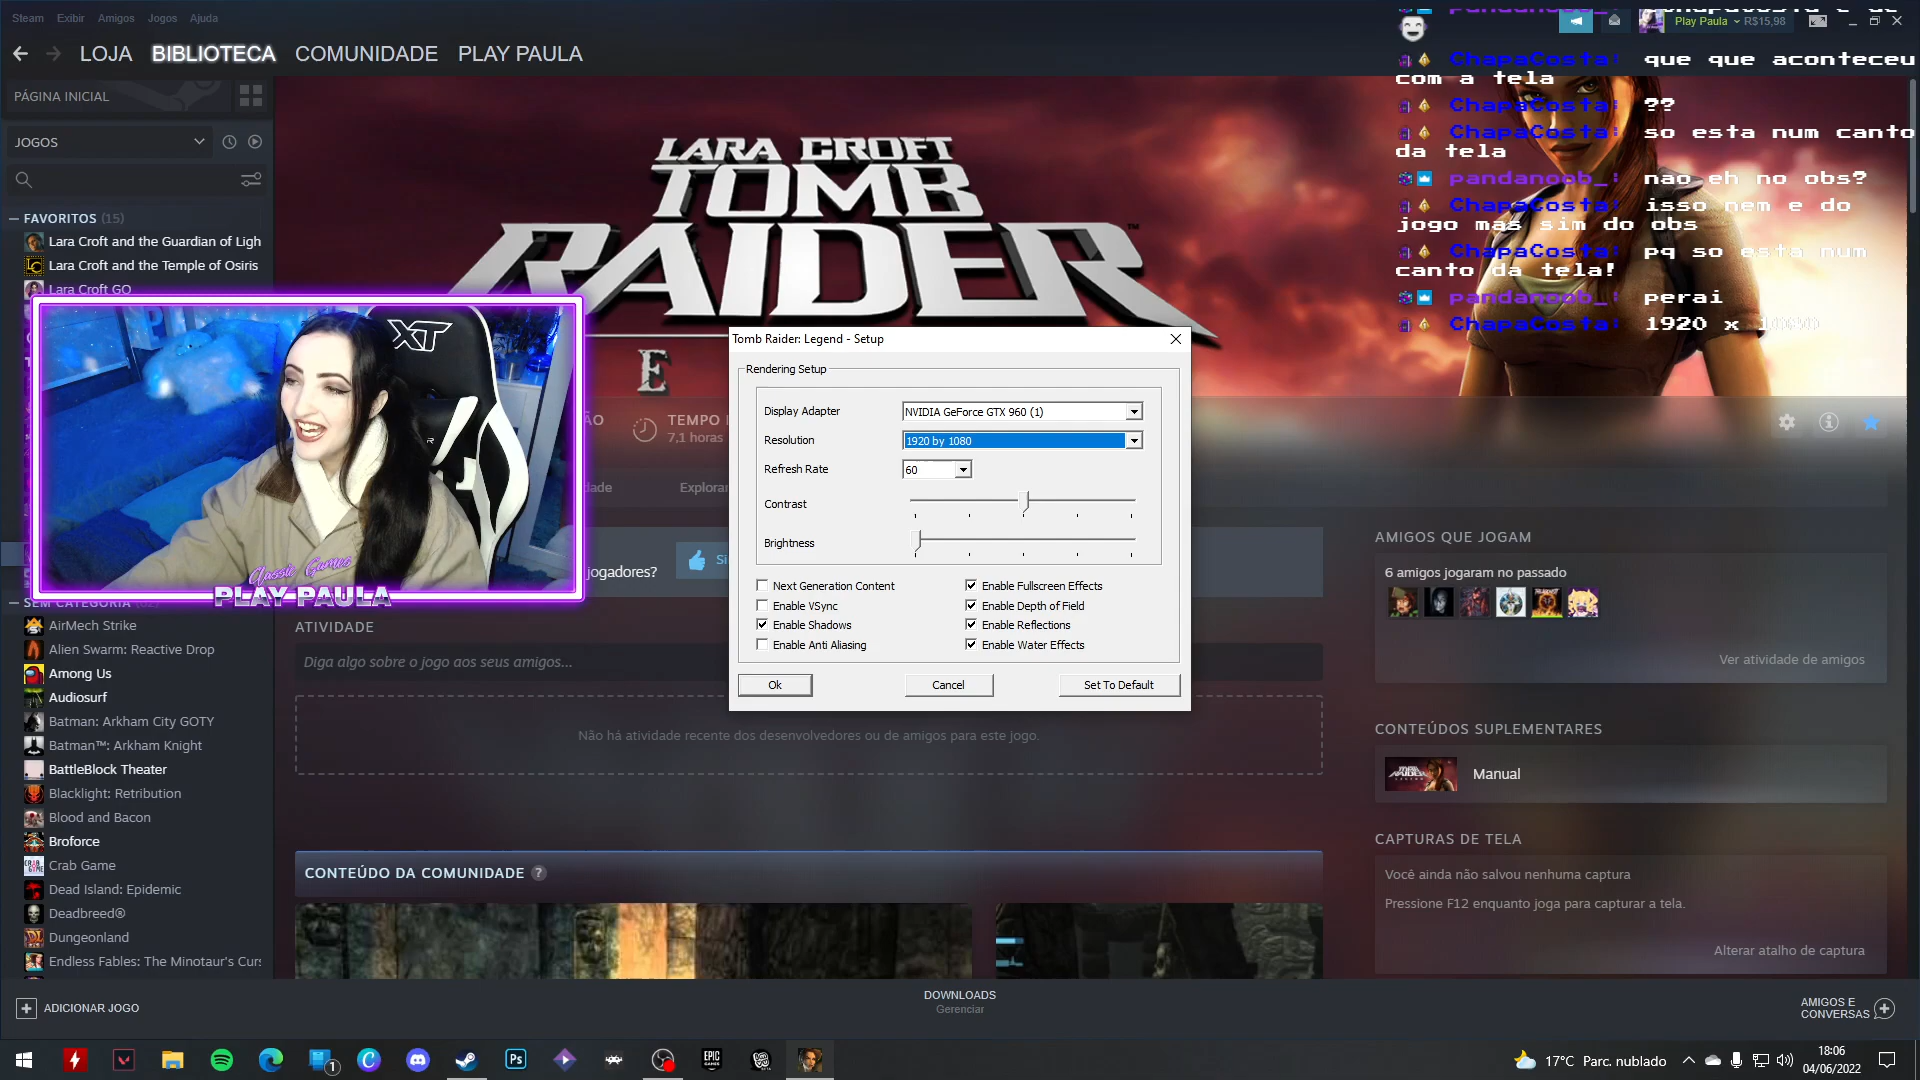 Steam Exibir Amigos Jogos Ajuda
Play Paula R$15,98
LOJA BIBLIOTECA COMUNIDADE PLAY PAULA
PÁGINA INICIAL
JOGOS
FAVORITOS (15)
Lara Croft and the Guardian of Ligh
Lara Croft and the Temple of Osiris
Lara Croft GO
LARA CROFT
TOMB
RAIDER™
E
ChapaCosta: que que aconteceu
com a tela
ChapaCosta: ??
ChapaCosta: so esta num canto
da tela
pandanoob_: nao eh no obs?
ChapaCosta: isso nem e do
jogo mas sim do obs
ChapaCosta: pq so esta num
canto da tela!
pandanoob_: perai
ChapaCosta: 1920 x 1080
XT
Classic Games
PLAY PAULA
TEMPO
7,1 horas
Explorar
jogadores?
Tomb Raider: Legend - Setup
Rendering Setup
Display Adapter NVIDIA GeForce GTX 960 (1)
Resolution 1920 by 1080
Refresh Rate 60
Contrast
Brightness
Next Generation Content Enable Fullscreen Effects
Enable VSync Enable Depth of Field
Enable Shadows Enable Reflections
Enable Anti Aliasing Enable Water Effects
Ok Cancel Set To Default
SEM CATEGORIA
AirMech Strike
Alien Swarm: Reactive Drop
Among Us
Audiosurf
Batman: Arkham City GOTY
Batman™: Arkham Knight
BattleBlock Theater
Blacklight: Retribution
Blood and Bacon
Broforce
Crab Game
Dead Island: Epidemic
Deadbreed®
Dungeonland
Endless Fables: The Minotaur's Curs
ATIVIDADE
Diga algo sobre o jogo aos seus amigos...
Não há atividade recente dos desenvolvedores ou de amigos para este jogo.
CONTEÚDO DA COMUNIDADE ?
AMIGOS QUE JOGAM
6 amigos jogaram no passado
Ver atividade de amigos
CONTEÚDOS SUPLEMENTARES
Manual
CAPTURAS DE TELA
Você ainda não salvou nenhuma captura
Pressione F12 enquanto joga para capturar a tela.
Alterar atalho de captura
ADICIONAR JOGO
DOWNLOADS
Gerenciar
AMIGOS E
CONVERSAS
1
Ps
EPIC
17°C Parc. nublado
18:06
04/06/2022